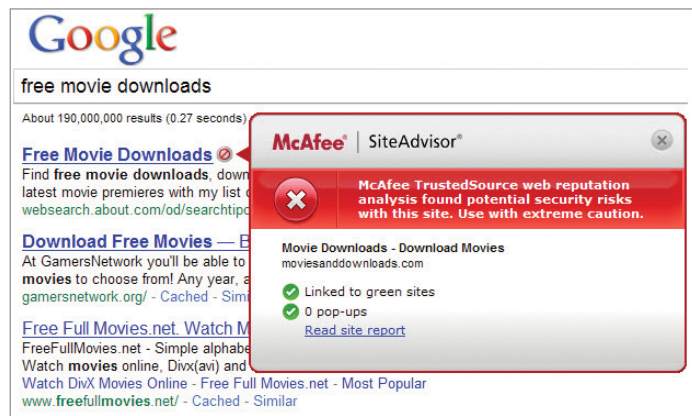 Google
free movie downloads
About 190,000,000 results (0.27 seconds)
Free Movie Downloads
Find free movie downloads, down
latest movie premieres with my list
websearch.about.com/od/searchtipo
Download Free Movies — B
At GamersNetwork you'll be able to
movies to choose from! Any year, a
gamersnetwork.org/ - Cached - Simi
Free Full Movies.net. Watch M
FreeFullMovies.net - Simple alphabe
Watch movies online, Divx(avi) and
Watch DivX Movies Online - Free Full Movies.net - Most Popular
www.freefullmovies.net/ - Cached - Similar
McAfee® | SiteAdvisor®
McAfee TrustedSource web reputation
analysis found potential security risks
with this site. Use with extreme caution.
Movie Downloads - Download Movies
moviesanddownloads.com
Linked to green sites
0 pop-ups
Read site report